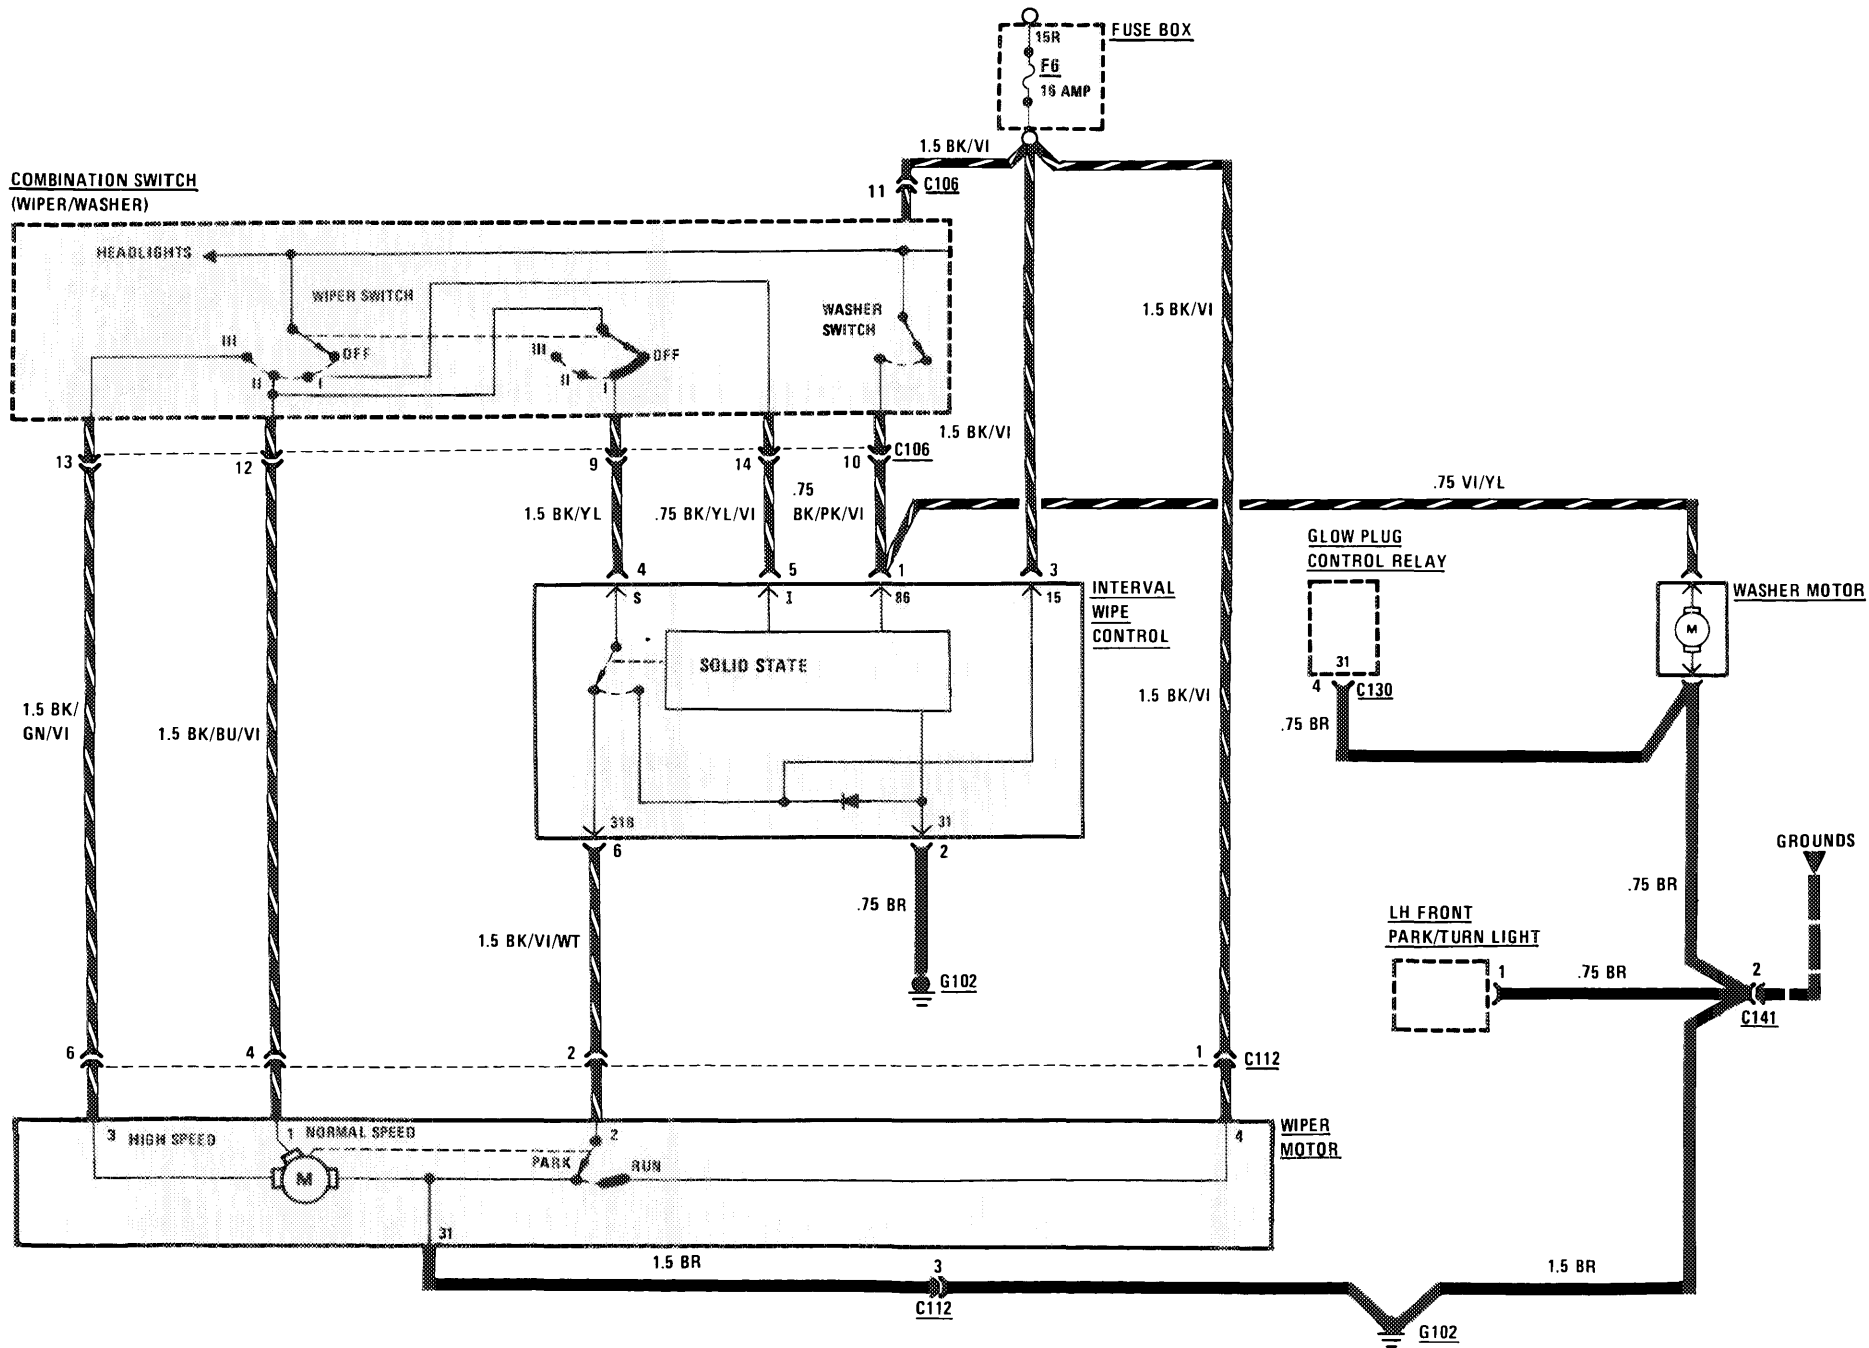 FUSE BOX
15R
F6
16 AMP
1.5 BK/VI
COMBINATION SWITCH
(WIPER/WASHER)
11
C106
HEADLIGHTS
WIPER SWITCH
WASHER
SWITCH
1.5 BK/VI
III
OFF
II
I
III
OFF
II
I
1.5 BK/VI
13
12
9
14
10
C106
.75 VI/YL
1.5 BK/YL
.75 BK/YL/VI
.75
BK/PK/VI
GLOW PLUG
CONTROL RELAY
4
5
1
3
S
I
86
15
INTERVAL
WIPE
CONTROL
WASHER MOTOR
M
SOLID STATE
31
4
C130
.75 BR
1.5 BK/
GN/VI
1.5 BK/BU/VI
1.5 BK/VI
31B
31
6
2
GROUNDS
.75 BR
.75 BR
LH FRONT
PARK/TURN LIGHT
1.5 BK/VI/WT
1
.75 BR
2
C141
G102
6
4
2
1
C112
3
HIGH SPEED
1
NORMAL SPEED
2
4
WIPER
MOTOR
PARK
RUN
M
31
1.5 BR
3
C112
1.5 BR
G102